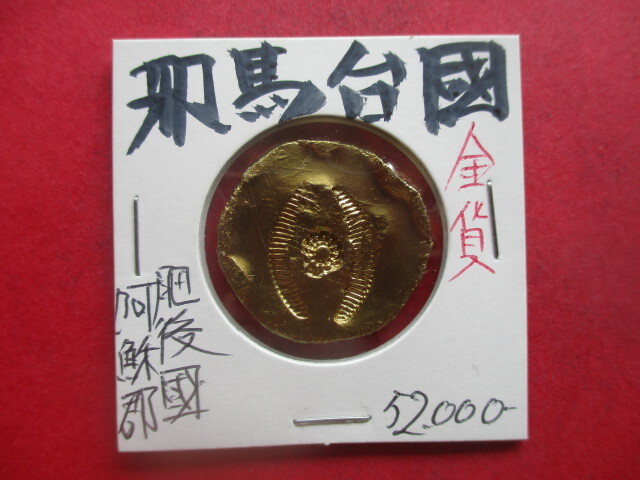 邪馬台國
金貨
肥後國
阿蘇郡
52.000-